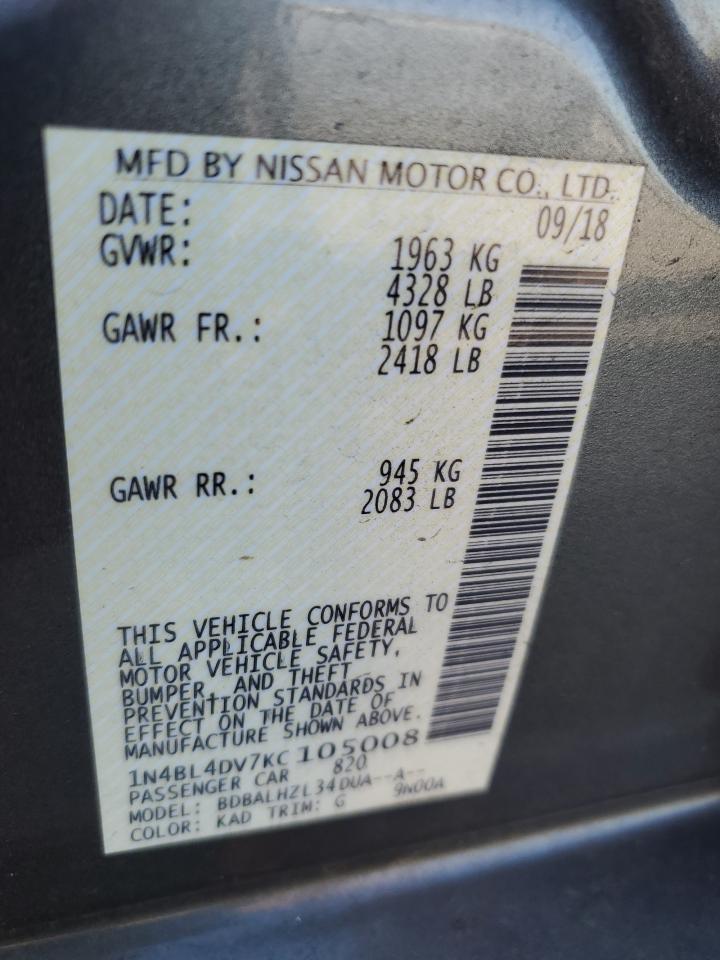 MFD BY NISSAN MOTOR CO., LTD.
DATE: 09/18
GVWR: 1963 KG
4328 LB
GAWR FR.: 1097 KG
2418 LB
GAWR RR.: 945 KG
2083 LB
THIS VEHICLE CONFORMS TO
ALL APPLICABLE FEDERAL
MOTOR VEHICLE SAFETY,
BUMPER, AND THEFT
PREVENTION STANDARDS IN
EFFECT ON THE DATE OF
MANUFACTURE SHOWN ABOVE.
1N4BL4DV7KC105008
PASSENGER CAR 820
MODEL: BDBALHZL34DUA--A--
COLOR: KAD TRIM: G 9N00A